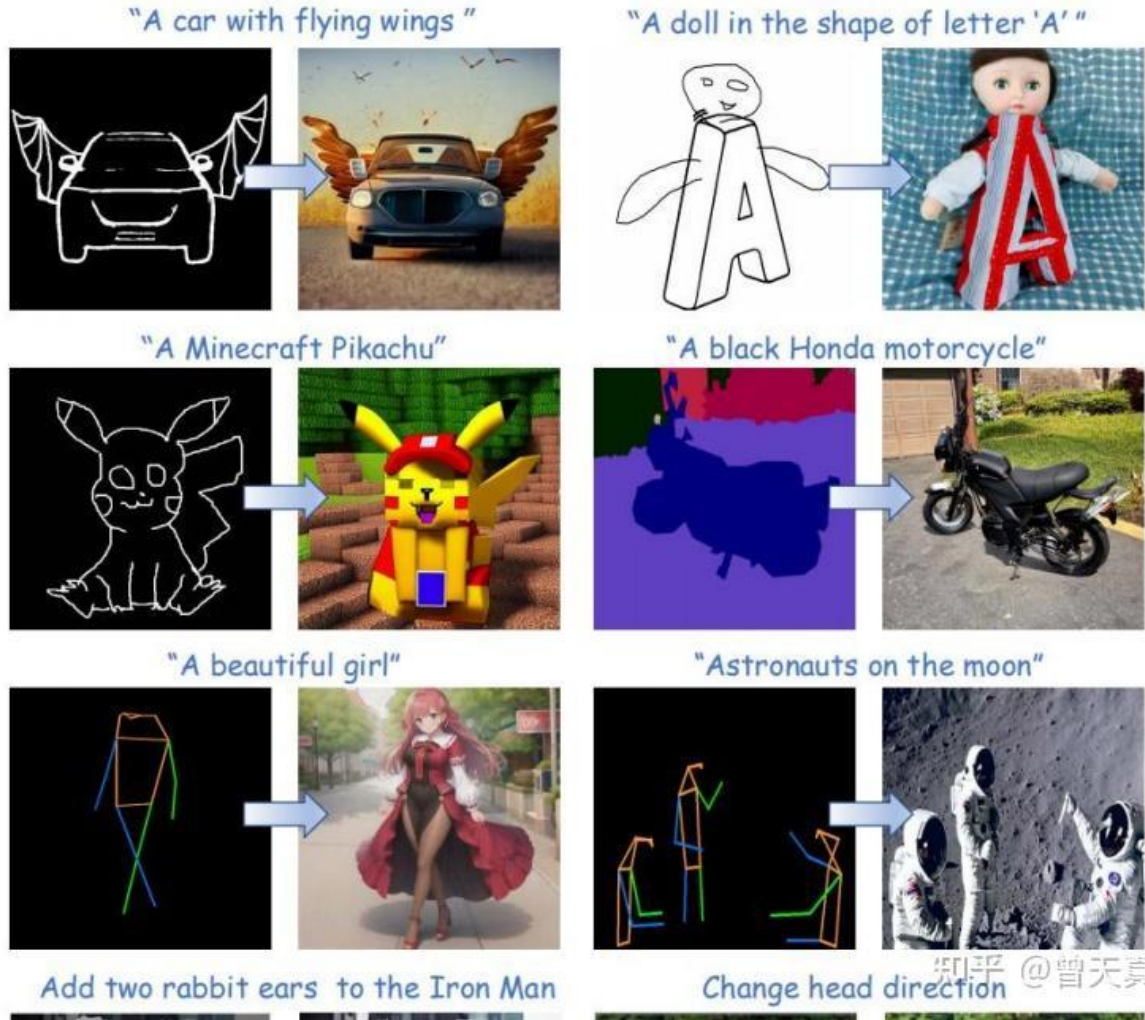 "A car with flying wings "
"A doll in the shape of letter 'A' "
A
A
"A Minecraft Pikachu"
"A black Honda motorcycle"
"A beautiful girl"
"Astronauts on the moon"
知乎 @曾天真
Add two rabbit ears to the Iron Man
Change head direction